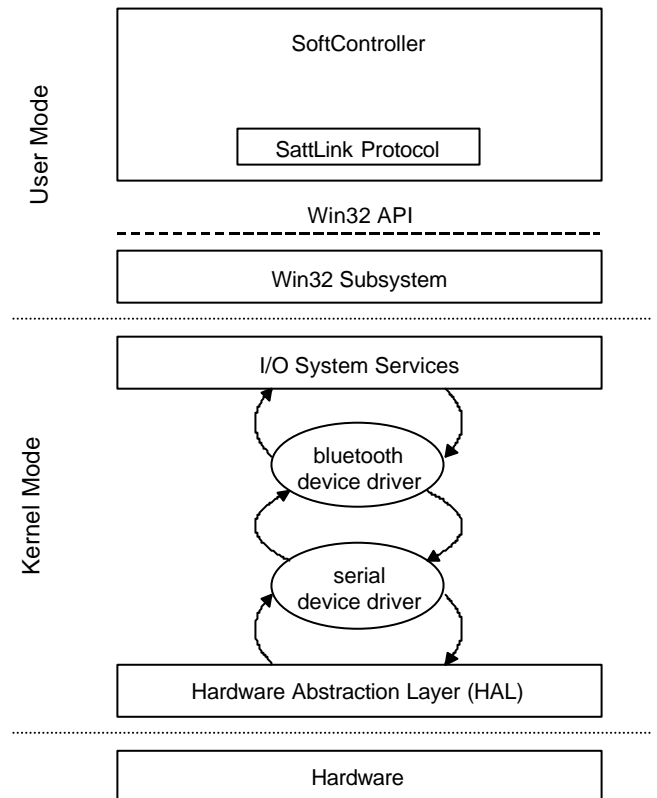 SoftController
SattLink Protocol
User Mode
Win32 API
Win32 Subsystem
I/O System Services
bluetooth
device driver
Kernel Mode
serial
device driver
Hardware Abstraction Layer (HAL)
Hardware